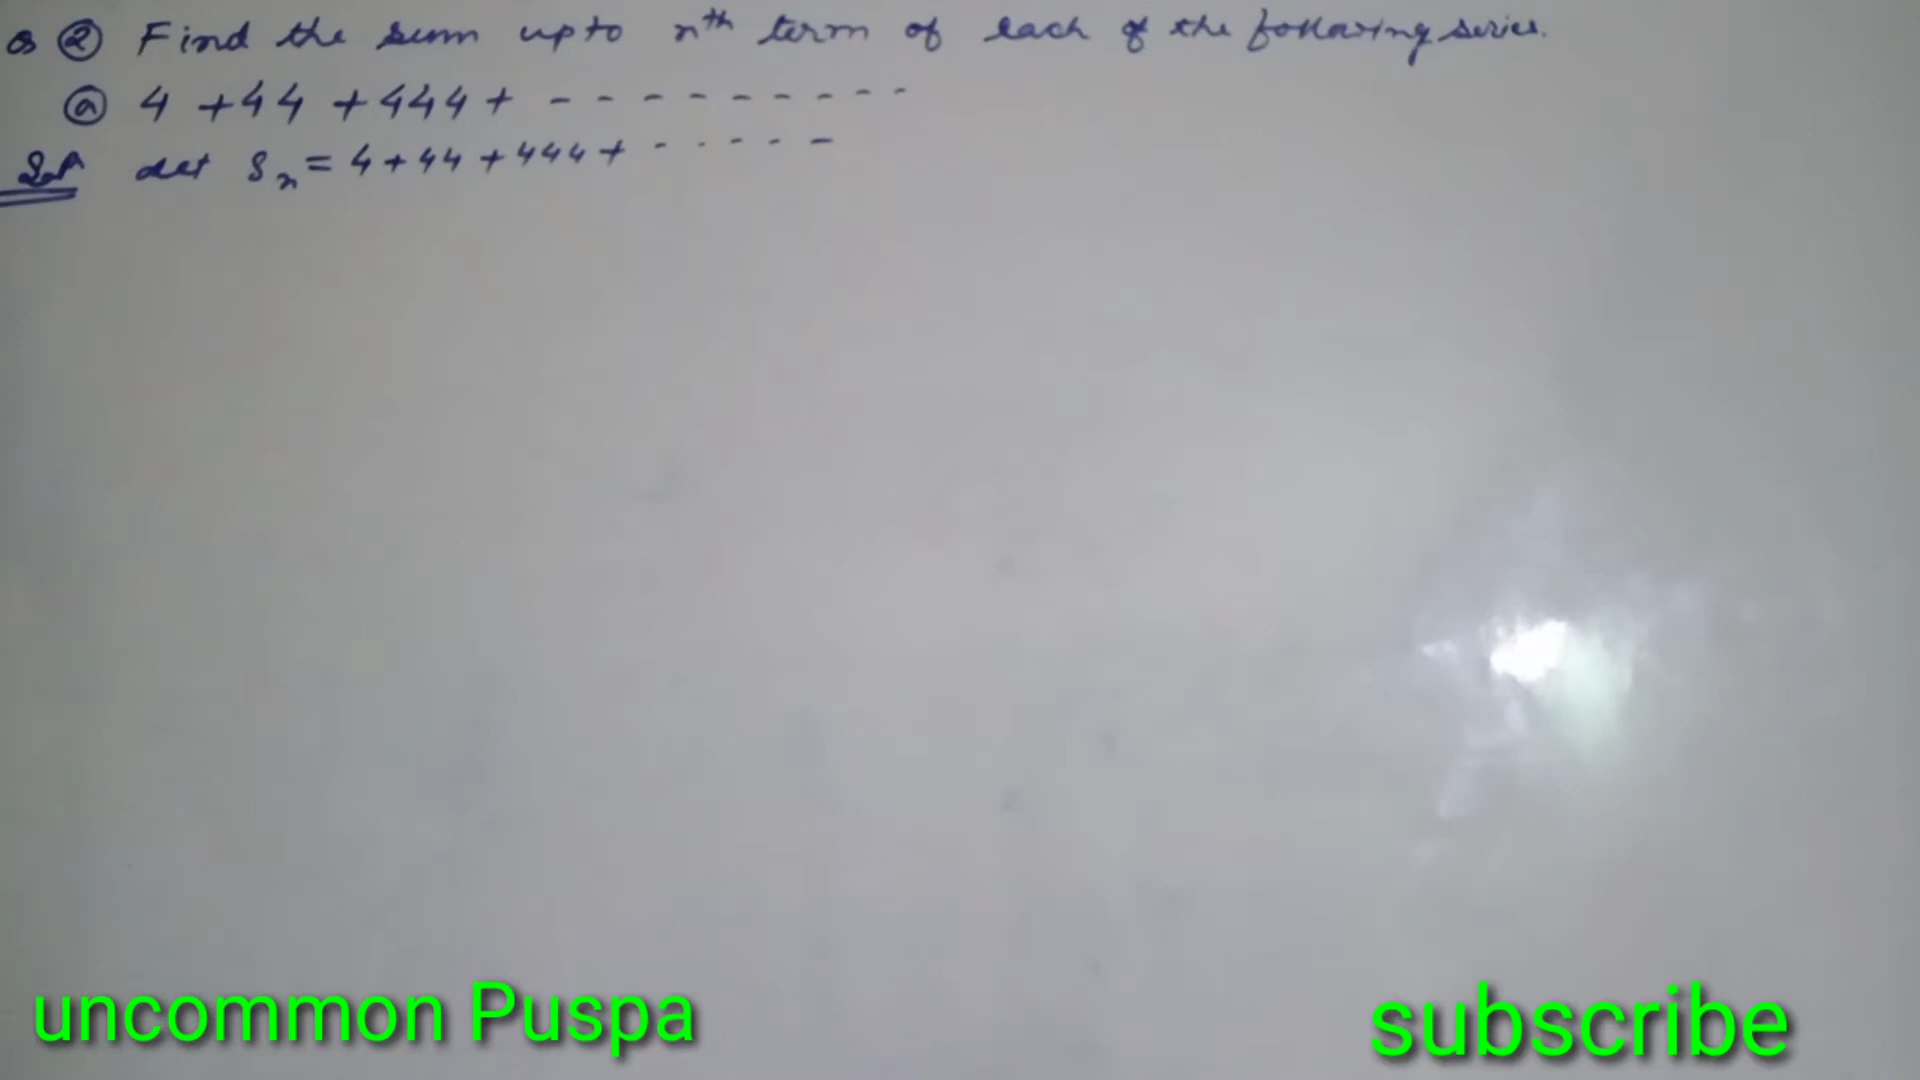 Q ② Find the sum upto nth term of each of the following series.
ⓐ 4 + 44 + 444 + - - - - - - - - -
Solⁿ Let Sn = 4 + 44 + 444 + - - - - - -
uncommon Puspa
subscribe